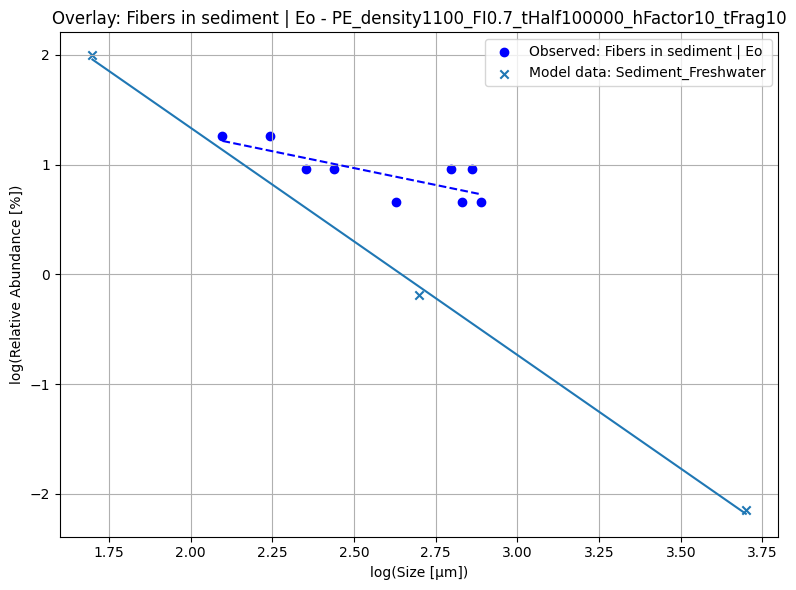 Overlay: Fibers in sediment | Eo - PE_density1100_FI0.7_tHalf100000_hFactor10_tFrag10
Observed: Fibers in sediment | Eo
Model data: Sediment_Freshwater
log(Relative Abundance [%])
2
1
0
−1
−2
1.75 2.00 2.25 2.50 2.75 3.00 3.25 3.50 3.75
log(Size [μm])